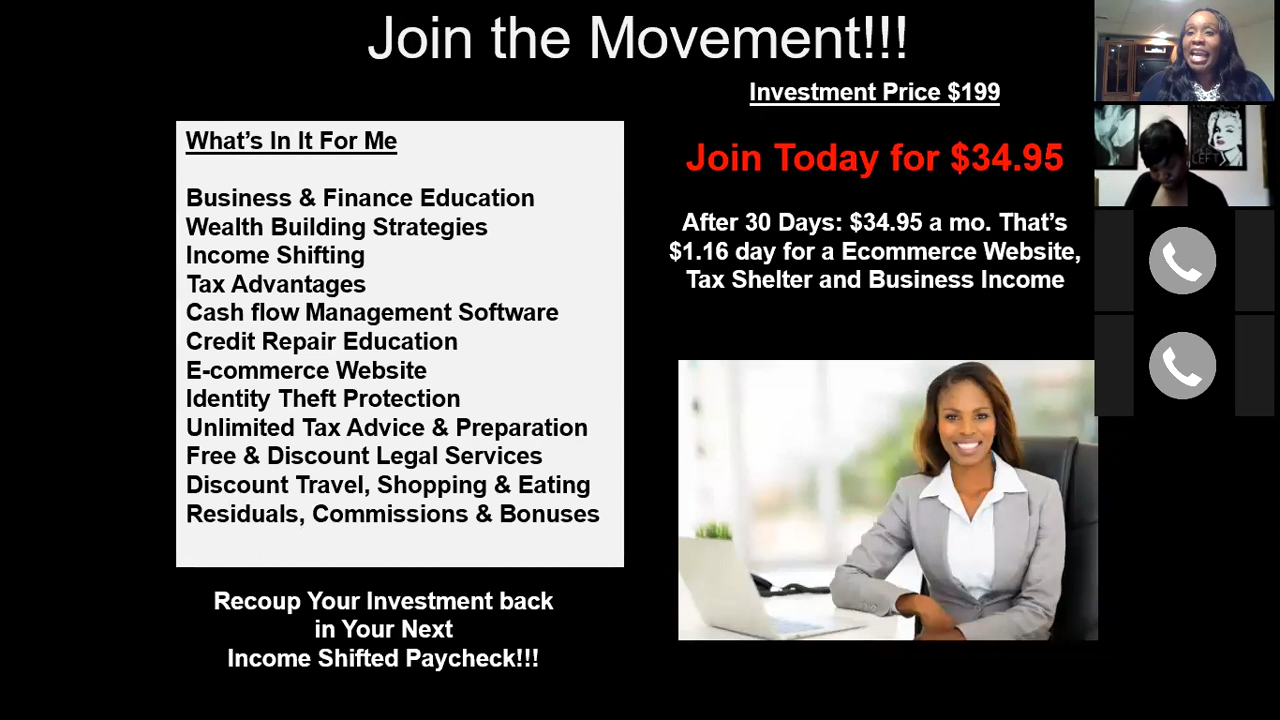 Join the Movement!!!
Investment Price $199
What's In It For Me
Business & Finance Education
Wealth Building Strategies
Income Shifting
Tax Advantages
Cash flow Management Software
Credit Repair Education
E-commerce Website
Identity Theft Protection
Unlimited Tax Advice & Preparation
Free & Discount Legal Services
Discount Travel, Shopping & Eating
Residuals, Commissions & Bonuses
Recoup Your Investment back
in Your Next
Income Shifted Paycheck!!!
Join Today for $34.95
After 30 Days: $34.95 a mo. That's
$1.16 day for a Ecommerce Website,
Tax Shelter and Business Income
LEFT